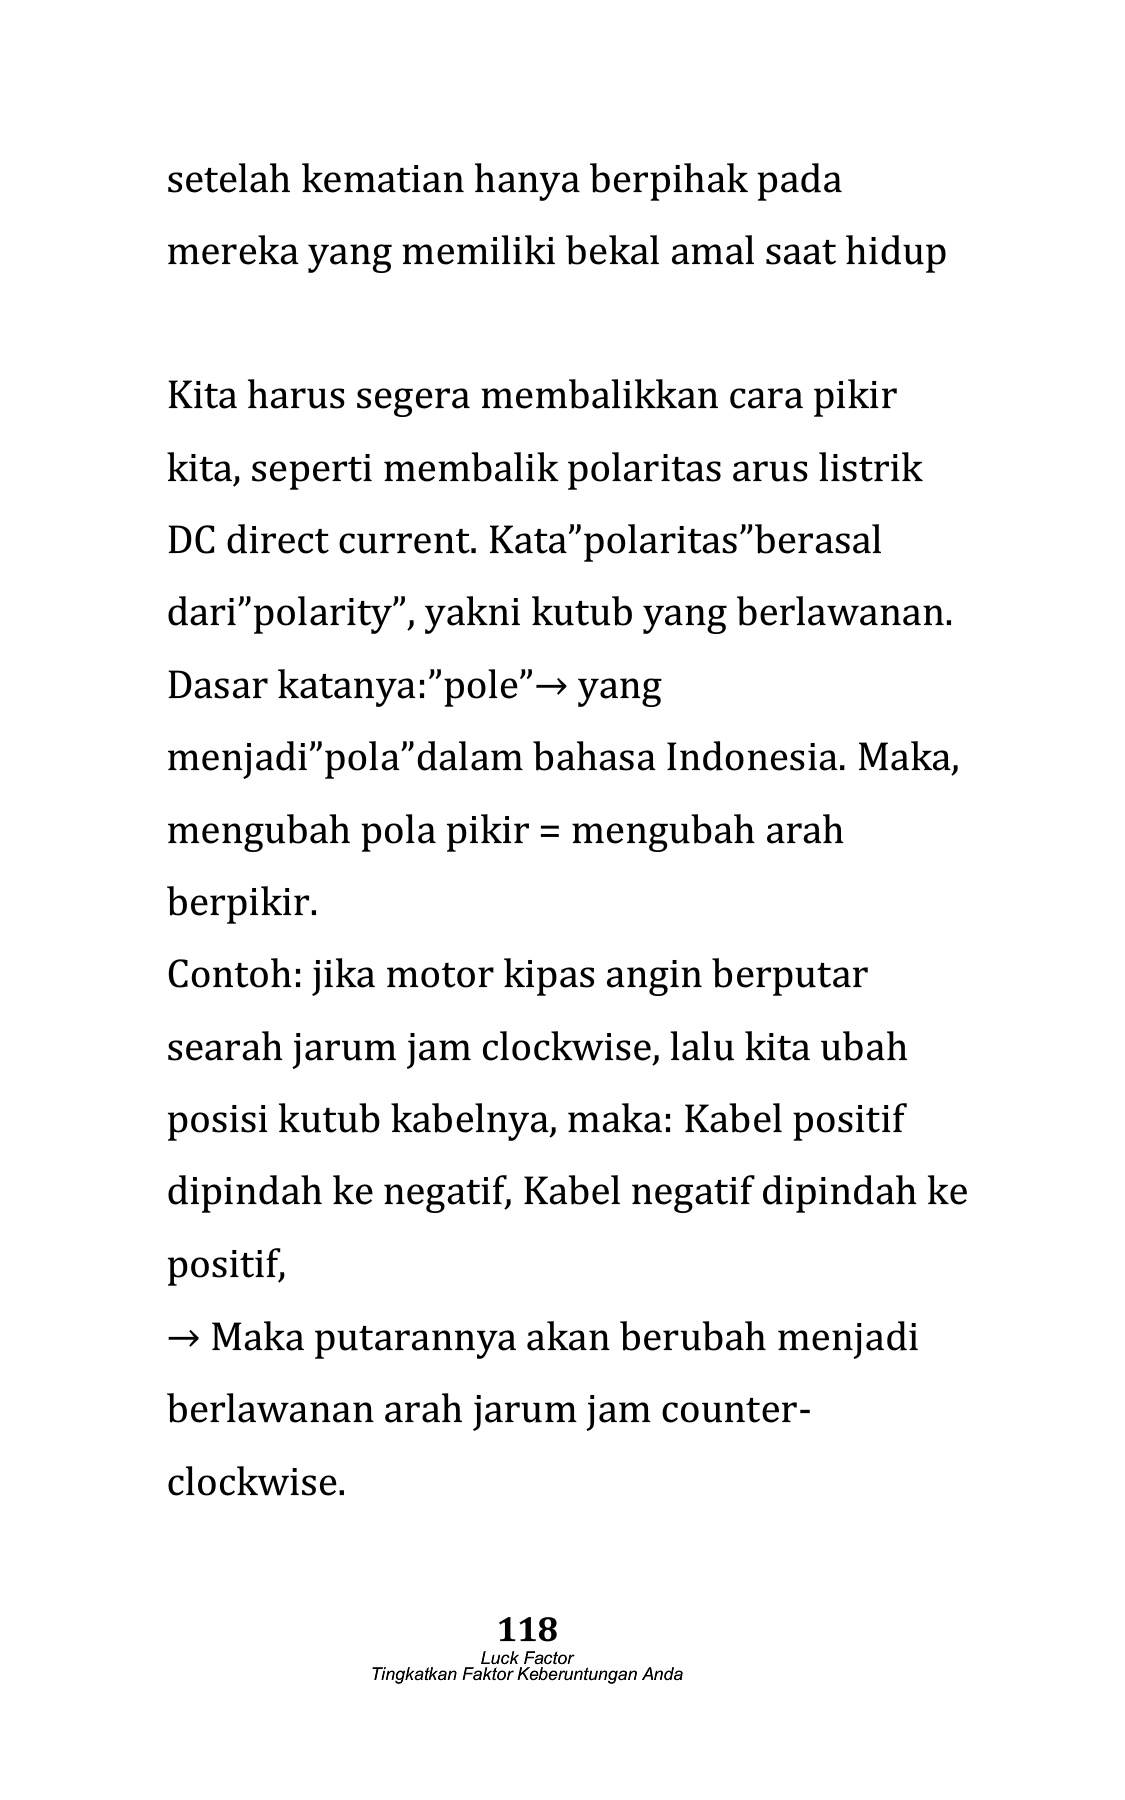 setelah kematian hanya berpihak pada
mereka yang memiliki bekal amal saat hidup
Kita harus segera membalikkan cara pikir
kita, seperti membalik polaritas arus listrik
DC direct current. Kata”polaritas”berasal
dari”polarity”, yakni kutub yang berlawanan.
Dasar katanya:”pole”→ yang
menjadi”pola”dalam bahasa Indonesia. Maka,
mengubah pola pikir = mengubah arah
berpikir.
Contoh: jika motor kipas angin berputar
searah jarum jam clockwise, lalu kita ubah
posisi kutub kabelnya, maka: Kabel positif
dipindah ke negatif, Kabel negatif dipindah ke
positif,
→ Maka putarannya akan berubah menjadi
berlawanan arah jarum jam counter-
clockwise.
118
Luck Factor
Tingkatkan Faktor Keberuntungan Anda